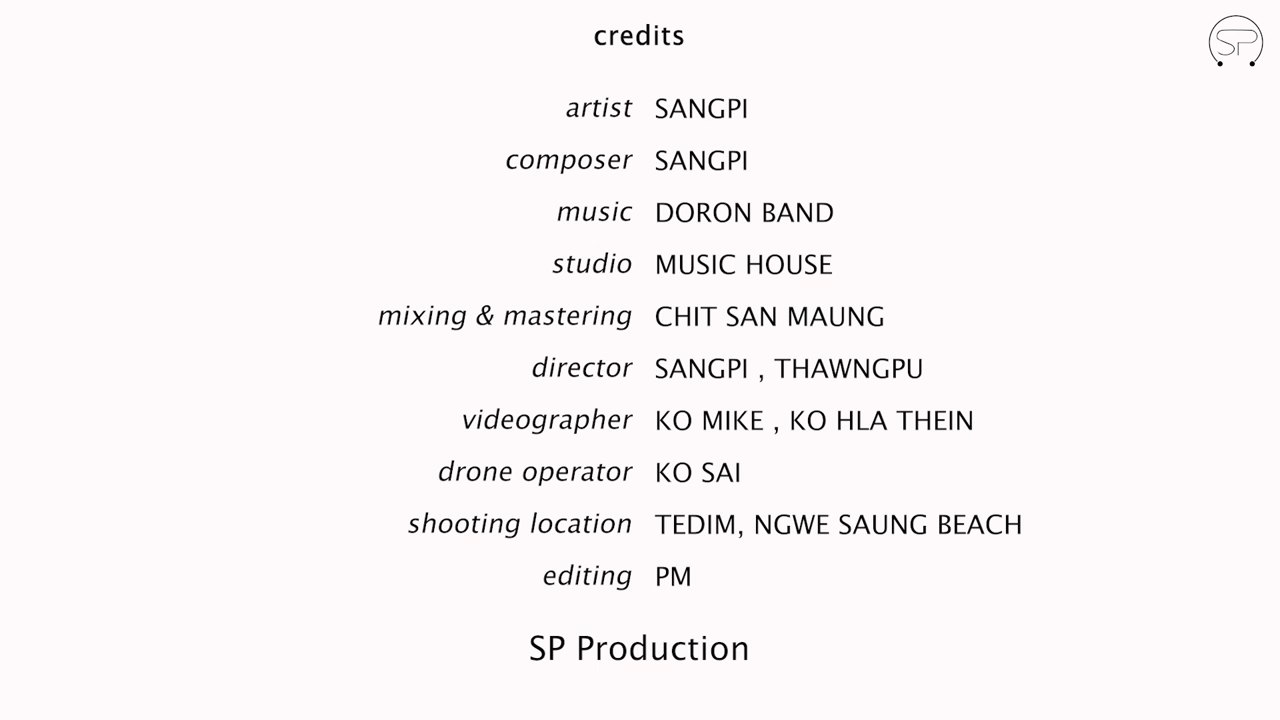 credits
SP
artist SANGPI
composer SANGPI
music DORON BAND
studio MUSIC HOUSE
mixing & mastering CHIT SAN MAUNG
director SANGPI , THAWNGPU
videographer KO MIKE , KO HLA THEIN
drone operator KO SAI
shooting location TEDIM, NGWE SAUNG BEACH
editing PM
SP Production